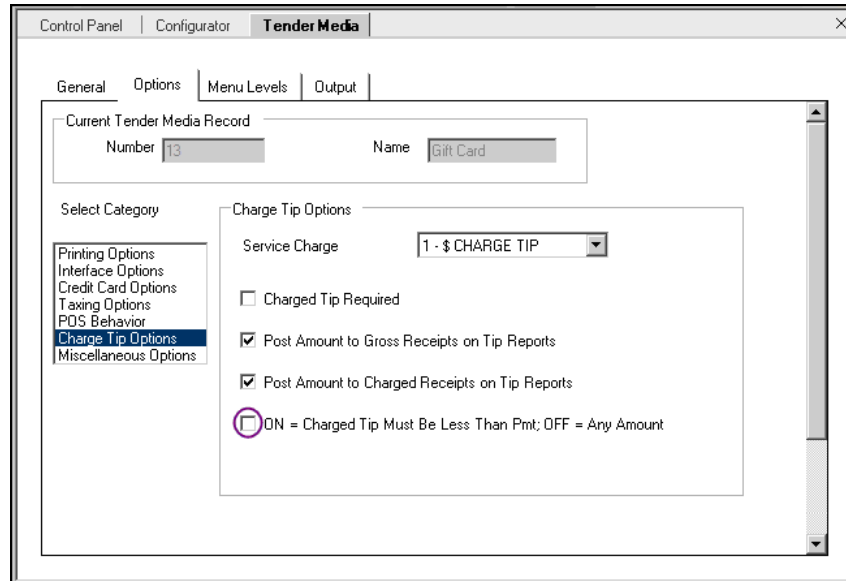 Control Panel Configurator Tender Media
General Options Menu Levels Output
Current Tender Media Record
Number 13 Name Gift Card
Select Category
Printing Options
Interface Options
Credit Card Options
Taxing Options
POS Behavior
Charge Tip Options
Miscellaneous Options
Charge Tip Options
Service Charge 1 - $ CHARGE TIP
Charged Tip Required
Post Amount to Gross Receipts on Tip Reports
Post Amount to Charged Receipts on Tip Reports
ON = Charged Tip Must Be Less Than Pmt; OFF = Any Amount